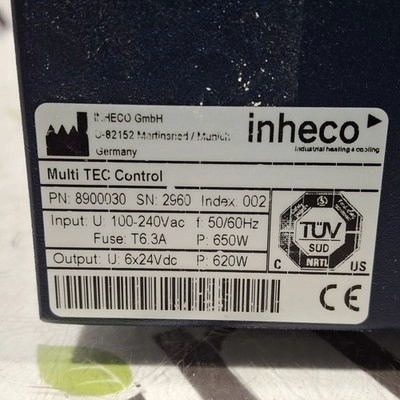 INHECO GmbH
D-82152 Martinsried / Munich
Germany
inheco
Industrial heating & cooling
Multi TEC Control
PN: 8900030 SN: 2960 Index: 002
Input: U: 100-240Vac f: 50/60Hz
Fuse: T6.3A P: 650W
Output: U: 6x24Vdc P: 620W
TÜV
SUD
NRTL
C US
CE